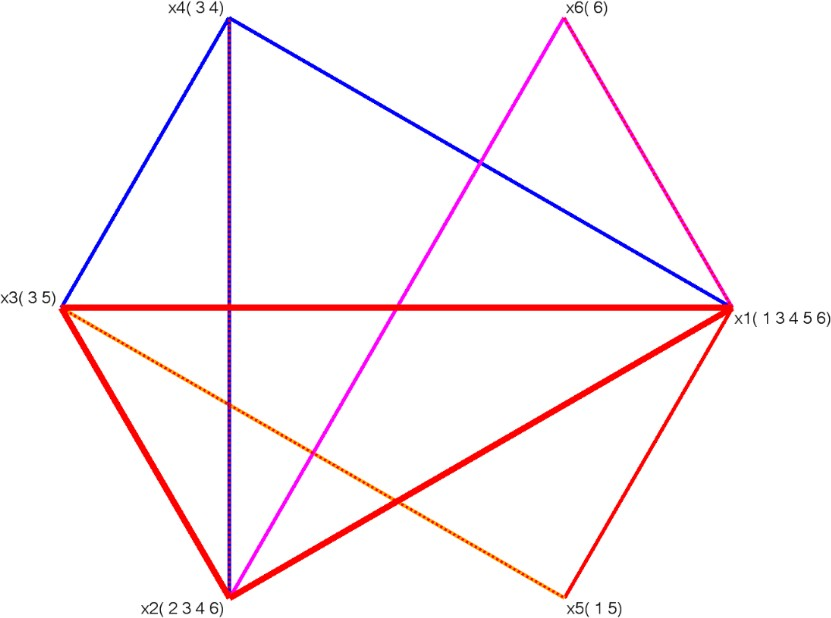 x4( 3 4)
x6( 6)
x3( 3 5)
x1( 1 3 4 5 6)
x2( 2 3 4 6)
x5( 1 5)